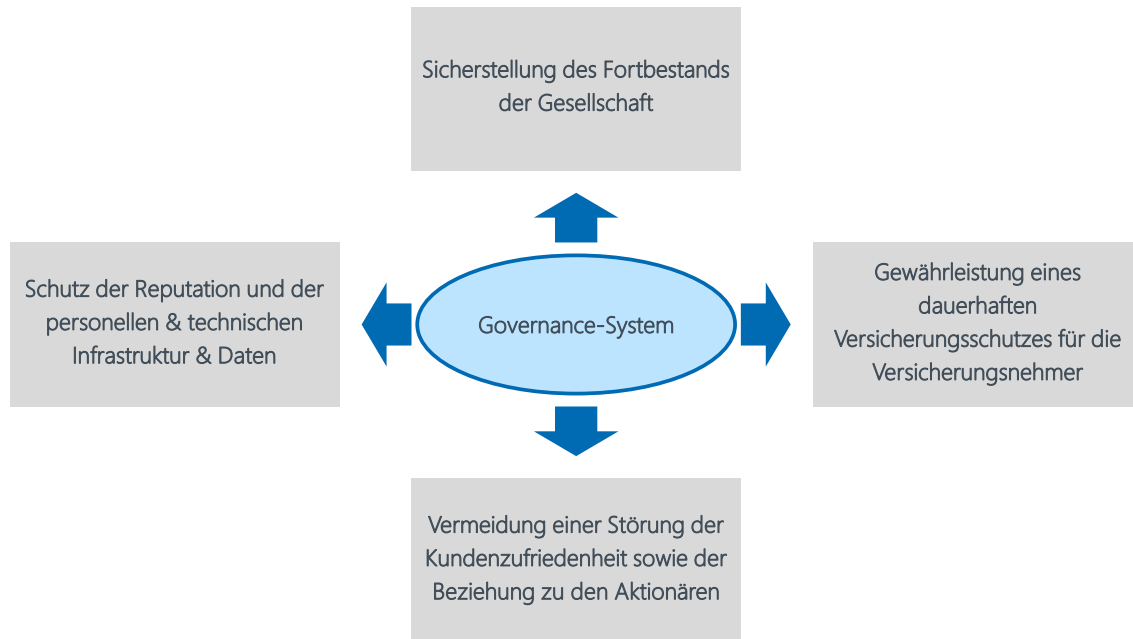 Sicherstellung des Fortbestands
der Gesellschaft
Schutz der Reputation und der
personellen & technischen
Infrastruktur & Daten
Governance-System
Gewährleistung eines
dauerhaften
Versicherungsschutzes für die
Versicherungsnehmer
Vermeidung einer Störung der
Kundenzufriedenheit sowie der
Beziehung zu den Aktionären